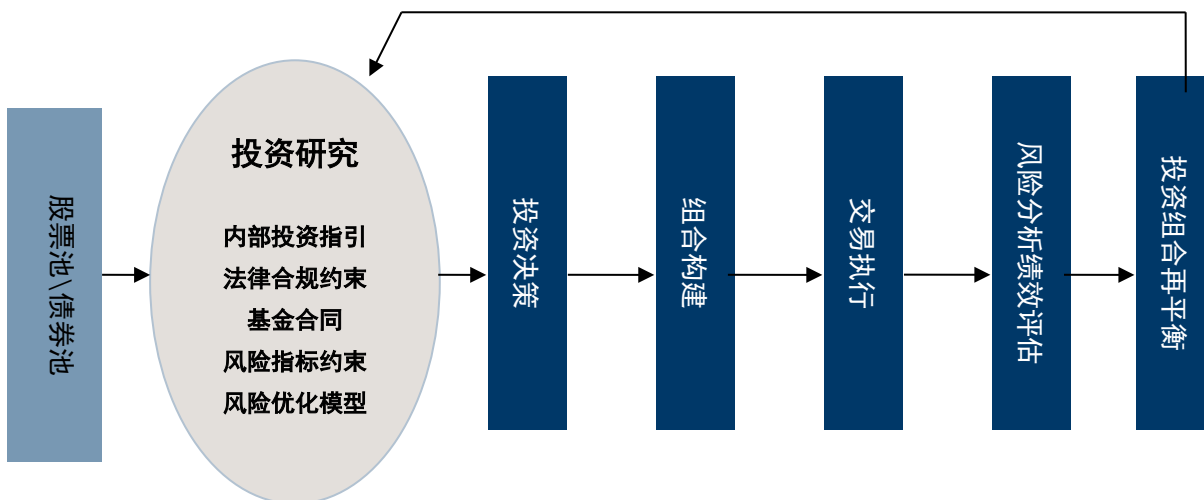 股票池\债券池
投资研究
内部投资指引
法律合规约束
基金合同
风险指标约束
风险优化模型
投资决策
组合构建
交易执行
风险分析绩效评估
投资组合再平衡